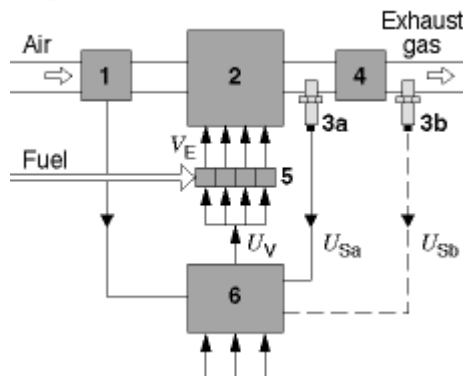 Air
Exhaust
gas
1
2
4
3a
3b
V_E
Fuel
5
U_V
U_Sa
U_Sb
6